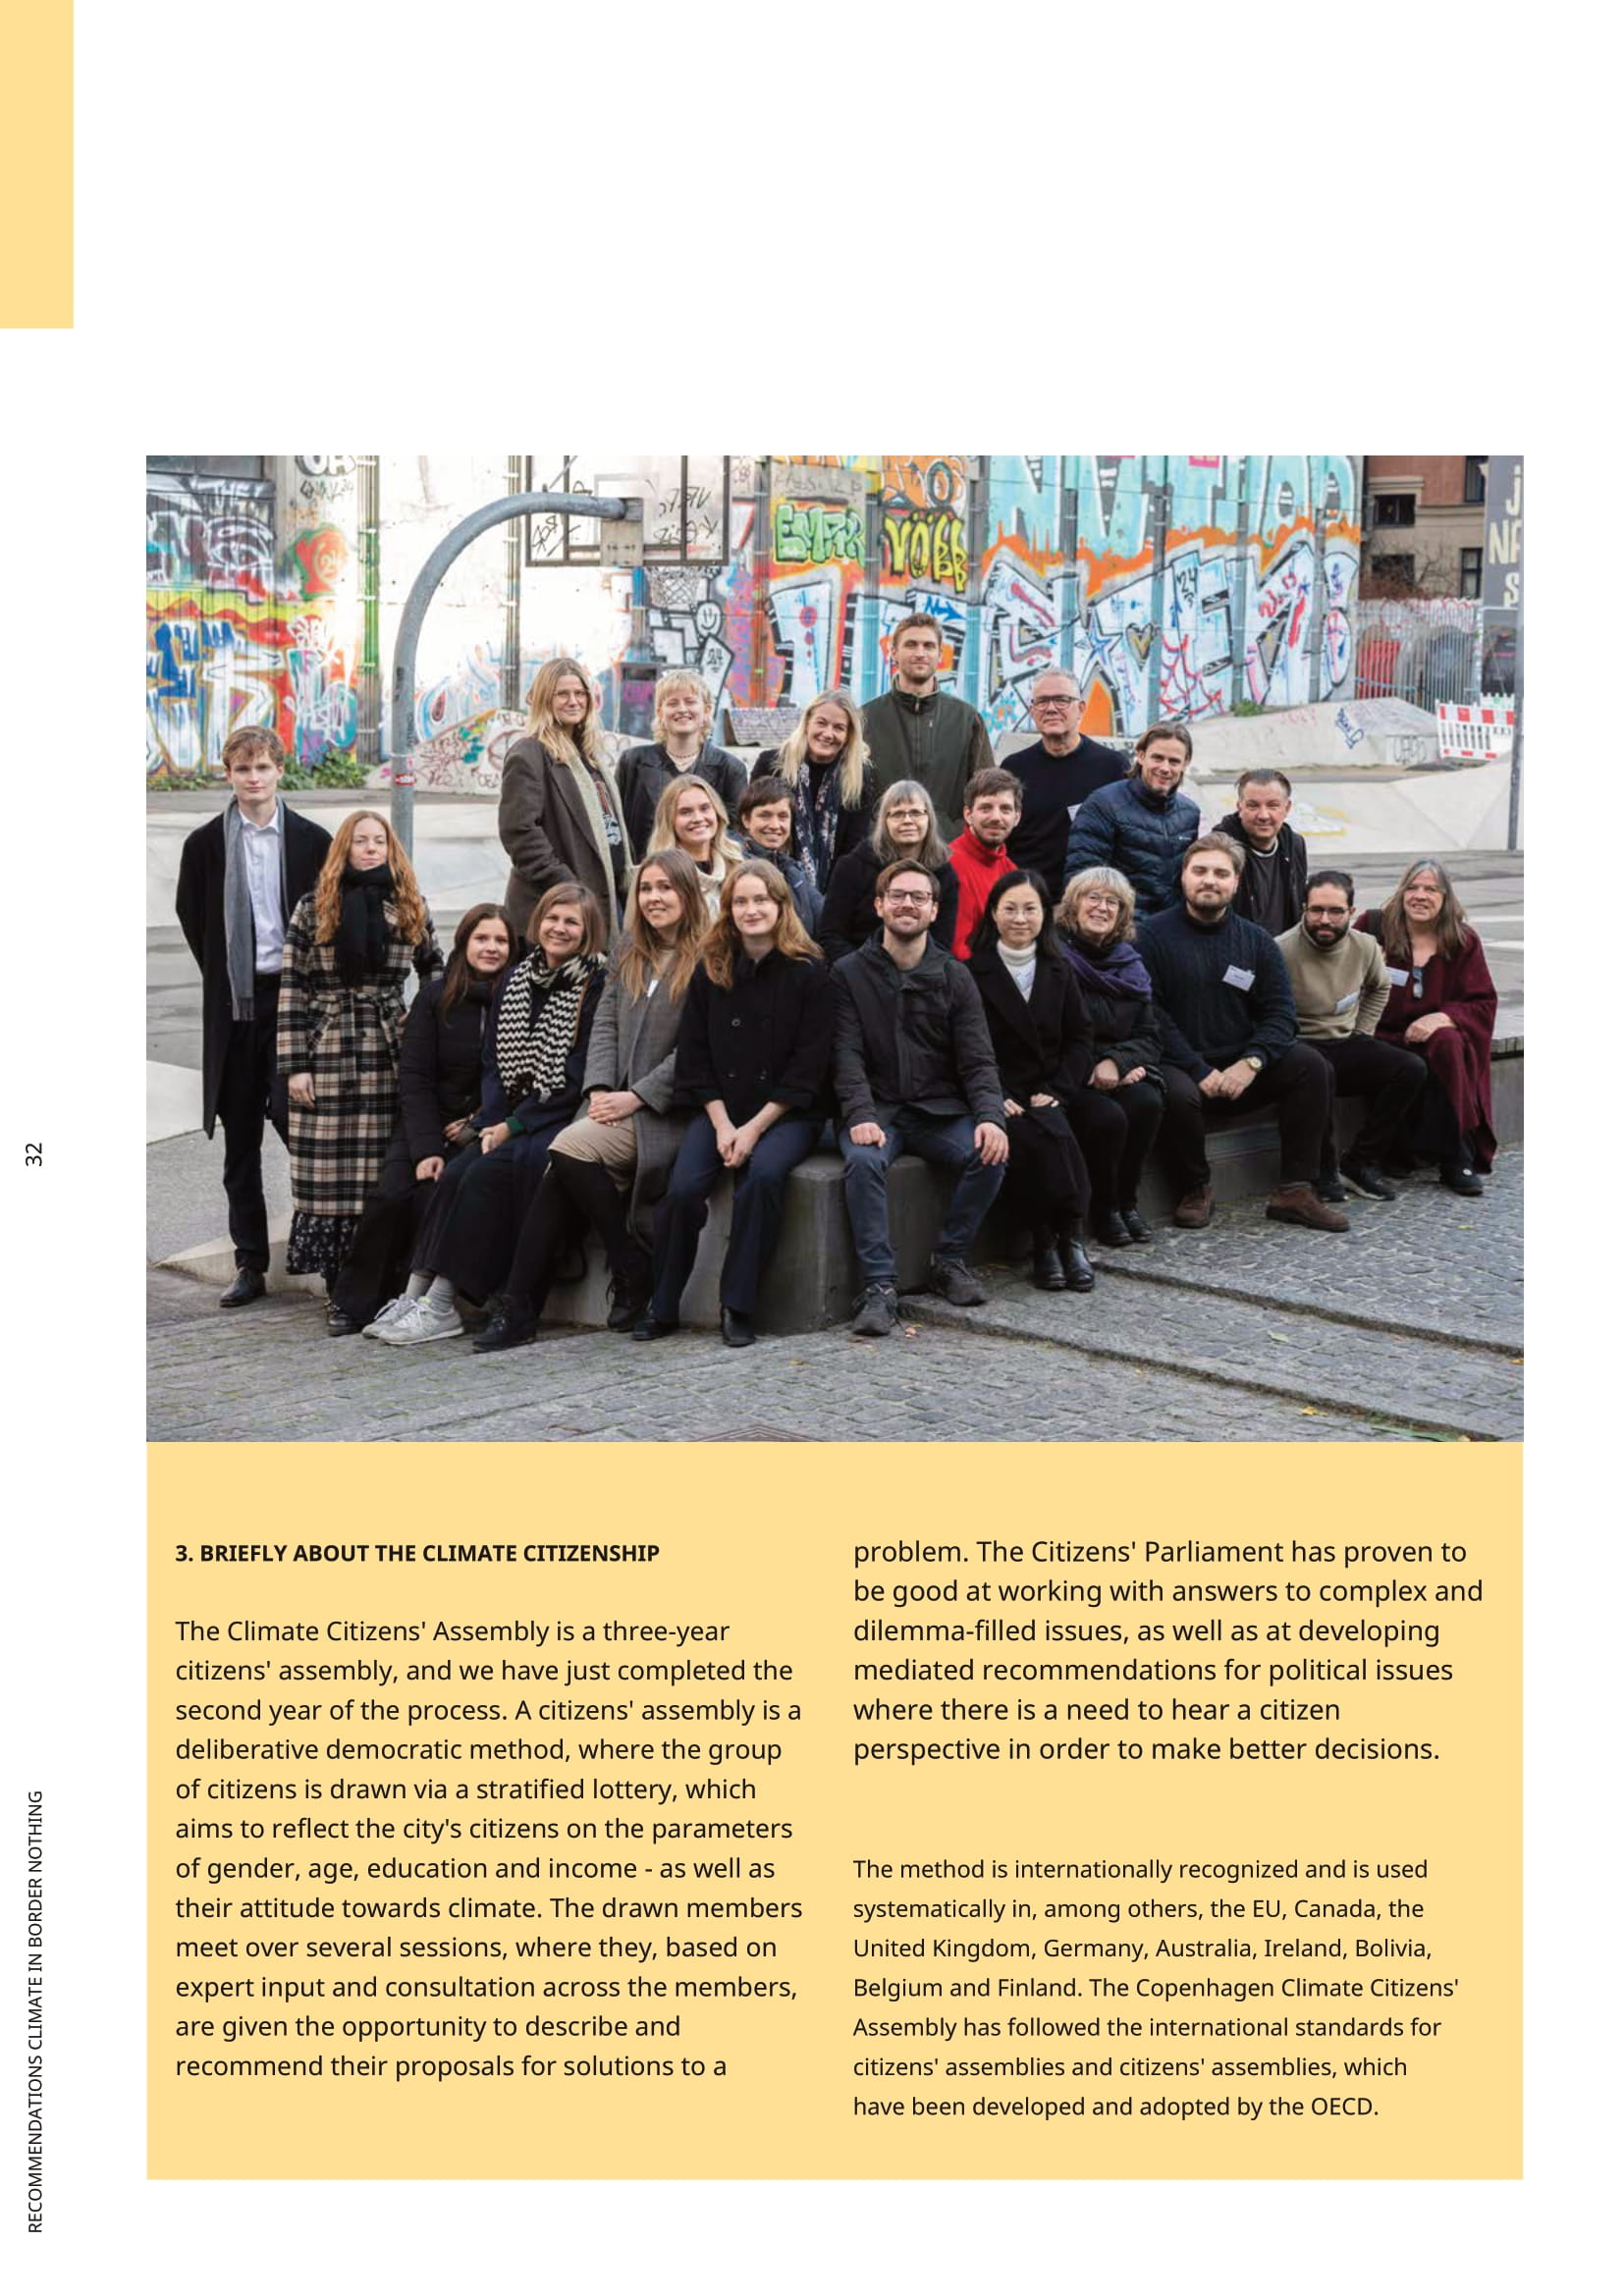 EMPR
VÖBB
24
J
NØ
S
3. BRIEFLY ABOUT THE CLIMATE CITIZENSHIP
The Climate Citizens' Assembly is a three-year
citizens' assembly, and we have just completed the
second year of the process. A citizens' assembly is a
deliberative democratic method, where the group
of citizens is drawn via a stratified lottery, which
aims to reflect the city's citizens on the parameters
of gender, age, education and income - as well as
their attitude towards climate. The drawn members
meet over several sessions, where they, based on
expert input and consultation across the members,
are given the opportunity to describe and
recommend their proposals for solutions to a
problem. The Citizens' Parliament has proven to
be good at working with answers to complex and
dilemma-filled issues, as well as at developing
mediated recommendations for political issues
where there is a need to hear a citizen
perspective in order to make better decisions.
The method is internationally recognized and is used
systematically in, among others, the EU, Canada, the
United Kingdom, Germany, Australia, Ireland, Bolivia,
Belgium and Finland. The Copenhagen Climate Citizens'
Assembly has followed the international standards for
citizens' assemblies and citizens' assemblies, which
have been developed and adopted by the OECD.
32
RECOMMENDATIONS CLIMATE IN BORDER NOTHING